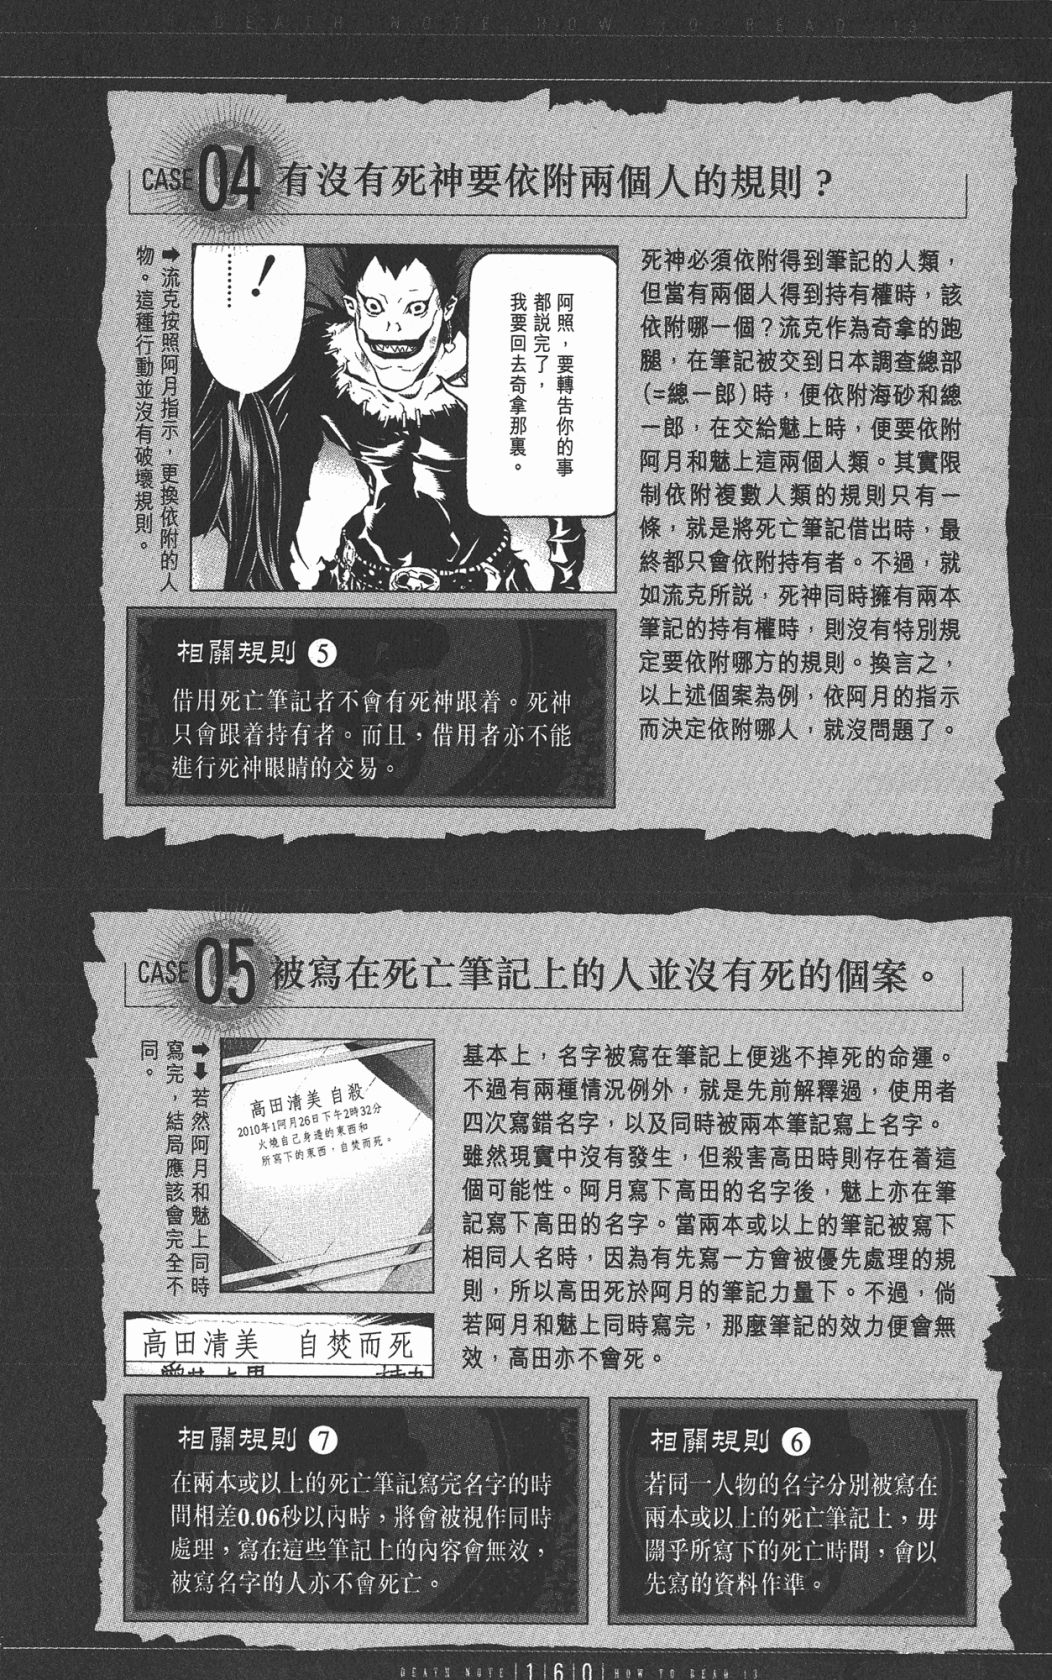 DEATH NOTE HOW TO READ 13
CASE 04 有沒有死神要依附兩個人的規則？
死神必須依附得到筆記的人類，
但當有兩個人得到持有權時，該
依附哪一個？流克作為奇拿的跑
腿，在筆記被交到日本調查總部
(=總一郎)時，便依附海砂和總
一郎，在交給魅上時，便要依附
阿月和魅上這兩個人類。其實限
制依附複數人類的規則只有一
條，就是將死亡筆記借出時，最
終都只會依附持有者。不過，就
如流克所説，死神同時擁有兩本
筆記的持有權時，則沒有特別規
定要依附哪方的規則。換言之，
以上述個案為例，依阿月的指示
而決定依附哪人，就沒問題了。
阿照，要轉告你的事
都說完了，
我要回去奇拿那裏。
！
……
➡流克按照阿月指示，更換依附的人
物。這種行動並沒有破壞規則。
相關規則 5
借用死亡筆記者不會有死神跟着。死神
只會跟着持有者。而且，借用者亦不能
進行死神眼睛的交易。
CASE 05 被寫在死亡筆記上的人並沒有死的個案。
基本上，名字被寫在筆記上便逃不掉死的命運。
不過有兩種情況例外，就是先前解釋過，使用者
四次寫錯名字，以及同時被兩本筆記寫上名字。
雖然現實中沒有發生，但殺害高田時則存在着這
個可能性。阿月寫下高田的名字後，魅上亦在筆
記寫下高田的名字。當兩本或以上的筆記被寫下
相同人名時，因為有先寫一方會被優先處理的規
則，所以高田死於阿月的筆記力量下。不過，倘
若阿月和魅上同時寫完，那麼筆記的效力便會無
效，高田亦不會死。
高田清美 自殺
2010年1月26日下午2時32分
火燒自己身邊的東西和
所寫下的東西，自焚而死。
➡⬇若然阿月和魅上同時
寫完，結局應該會完全不
同。
高田清美　自焚而死
相關規則 7
在兩本或以上的死亡筆記寫完名字的時
間相差0.06秒以內時，將會被視作同時
處理，寫在這些筆記上的內容會無效，
被寫名字的人亦不會死亡。
相關規則 6
若同一人物的名字分別被寫在
兩本或以上的死亡筆記上，毋
關乎所寫下的死亡時間，會以
先寫的資料作準。
DEATH NOTE |1|6|0| HOW TO READ 13